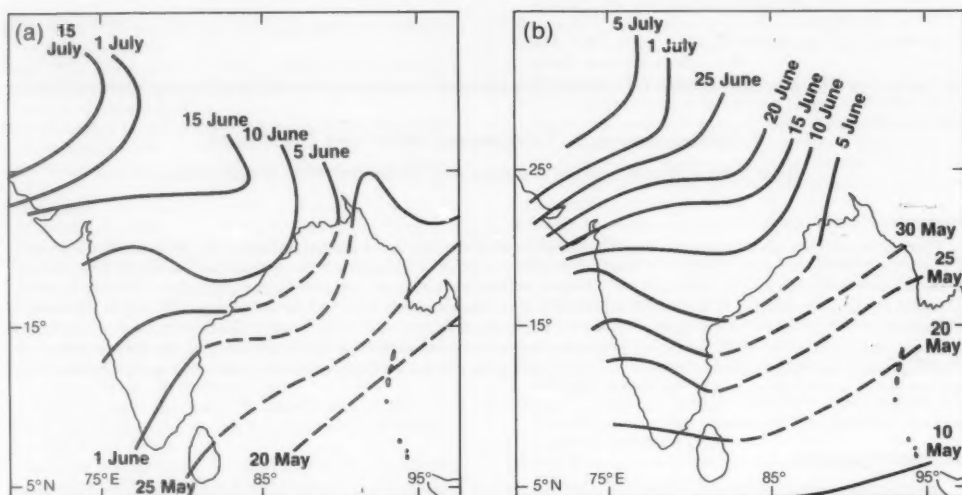 (a)
15
July
1 July
15 June
10 June
5 June
25°
15°
1 June
25 May
20 May
5°N
75°E
85°
95°
(b)
5 July
1 July
25 June
20 June
15 June
10 June
5 June
25°
30 May
25
May
15°
20
May
10
May
5°N
75°E
85°
95°E